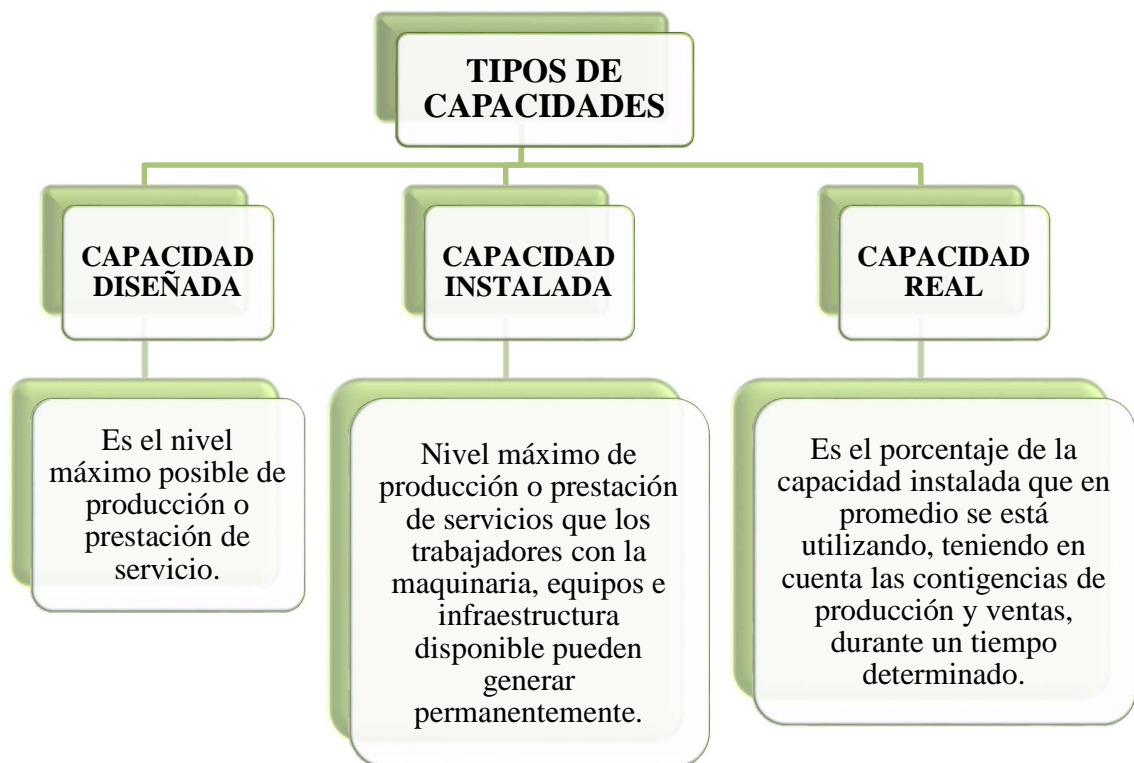 TIPOS DE
CAPACIDADES
CAPACIDAD
DISEÑADA
Es el nivel
máximo posible de
producción o
prestación de
servicio.
CAPACIDAD
INSTALADA
Nivel máximo de
producción o prestación
de servicios que los
trabajadores con la
maquinaria, equipos e
infraestructura
disponible pueden
generar
permanentemente.
CAPACIDAD
REAL
Es el porcentaje de la
capacidad instalada que en
promedio se está
utilizando, teniendo en
cuenta las contigencias de
producción y ventas,
durante un tiempo
determinado.